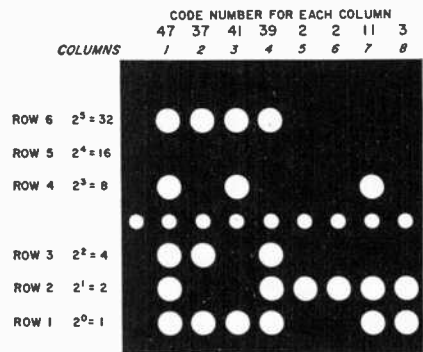 CODE NUMBER FOR EACH COLUMN
47 37 41 39 2 2 11 3
COLUMNS 1 2 3 4 5 6 7 8
ROW 6 2⁵ = 32
ROW 5 2⁴ = 16
ROW 4 2³ = 8
ROW 3 2² = 4
ROW 2 2¹ = 2
ROW 1 2⁰ = 1